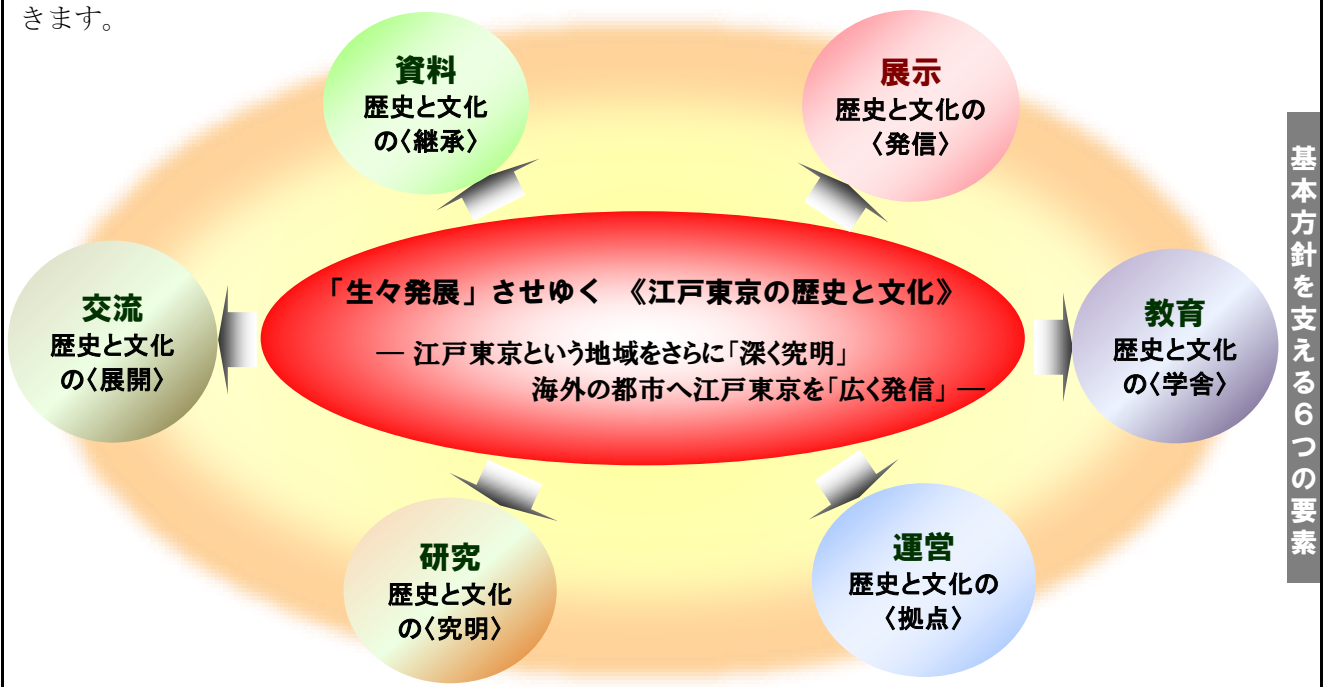 きます。
資料
歴史と文化
の〈継承〉
展示
歴史と文化の
〈発信〉
交流
歴史と文化
の〈展開〉
「生々発展」させゆく 《江戸東京の歴史と文化》
― 江戸東京という地域をさらに「深く究明」
海外の都市へ江戸東京を「広く発信」 ―
教育
歴史と文化
の〈学舎〉
研究
歴史と文化
の〈究明〉
運営
歴史と文化の
〈拠点〉
基本方針を支える6つの要素